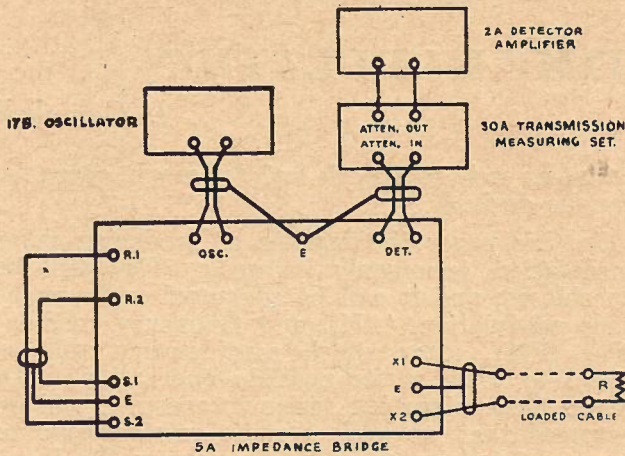 2A DETECTOR
AMPLIFIER
17B. OSCILLATOR
ATTEN. OUT
ATTEN. IN
30A TRANSMISSION
MEASURING SET.
OSC.
E
DET.
R.1
R.2
S.1
E
S.2
X1
E
X2
R
LOADED CABLE
5A IMPEDANCE BRIDGE